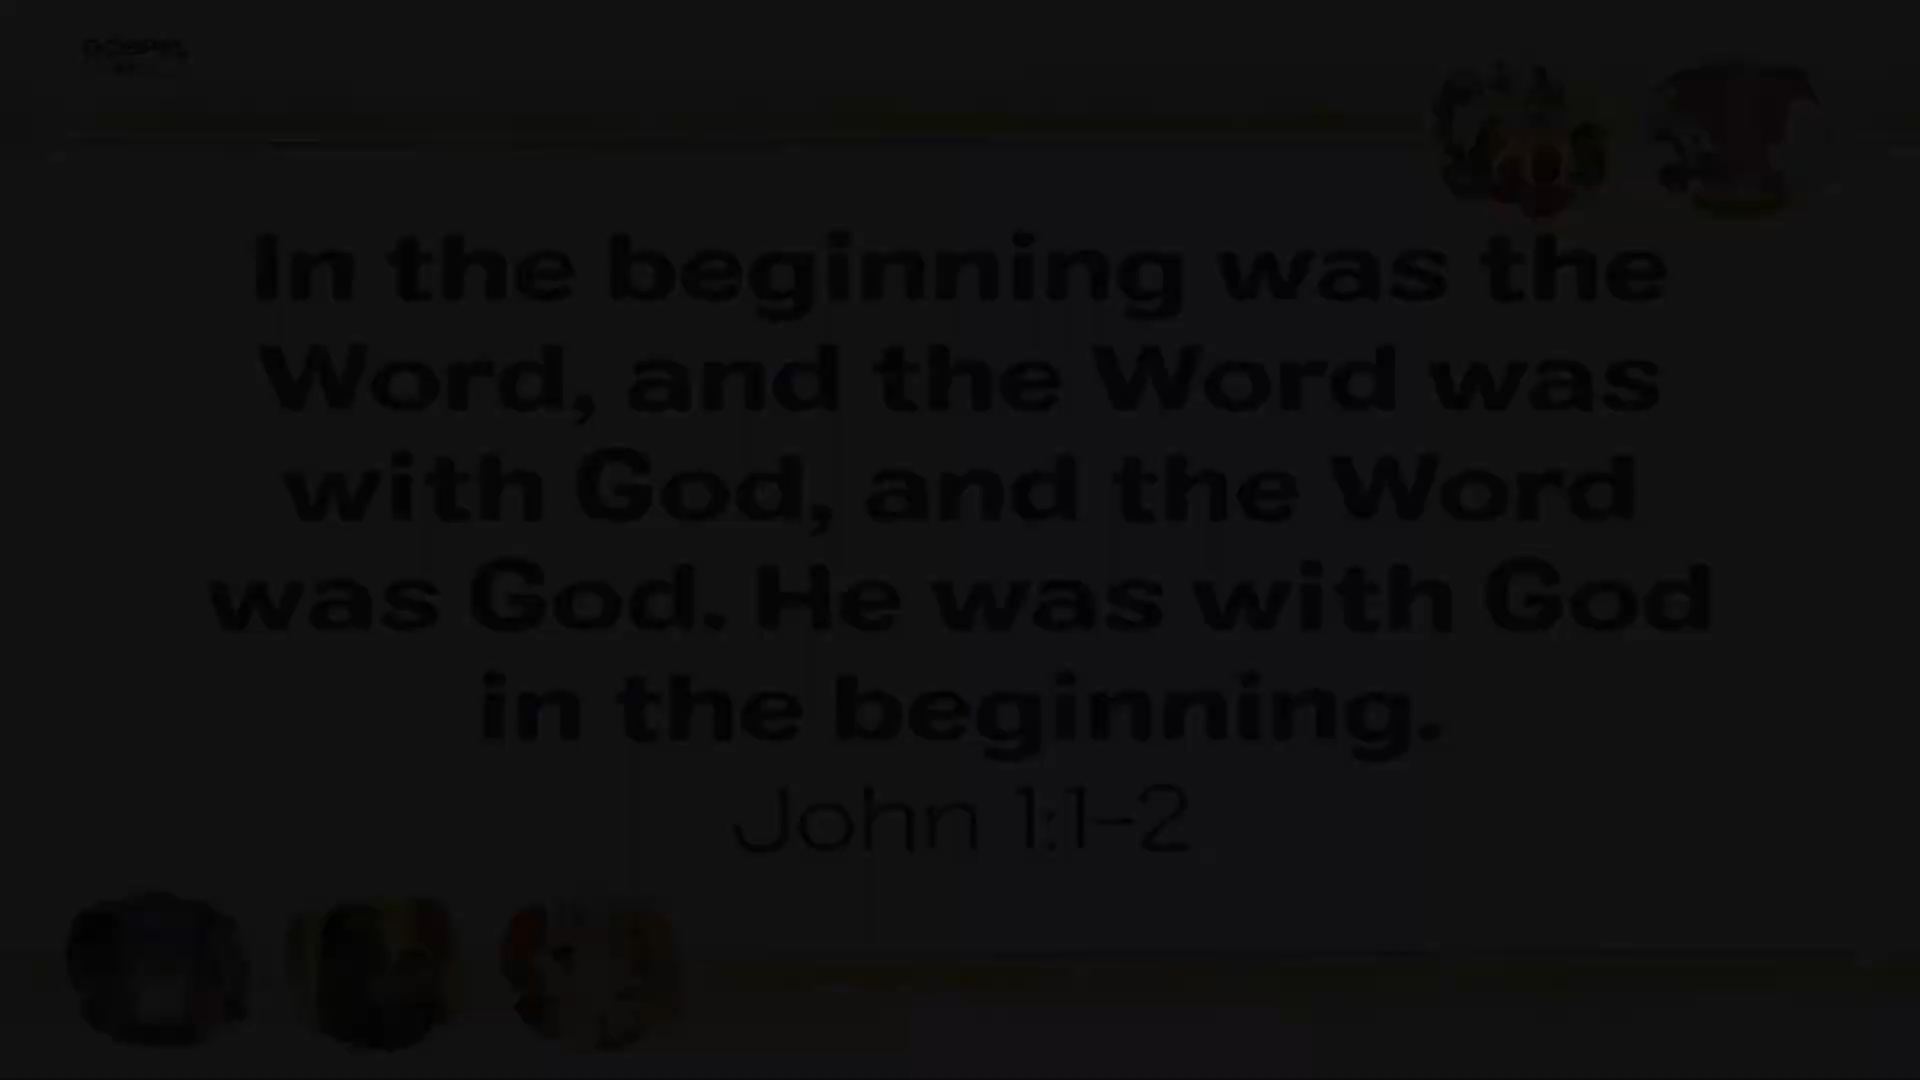 In the beginning was the
Word, and the Word was
with God, and the Word
was God. He was with God
in the beginning.
John 1:1–2